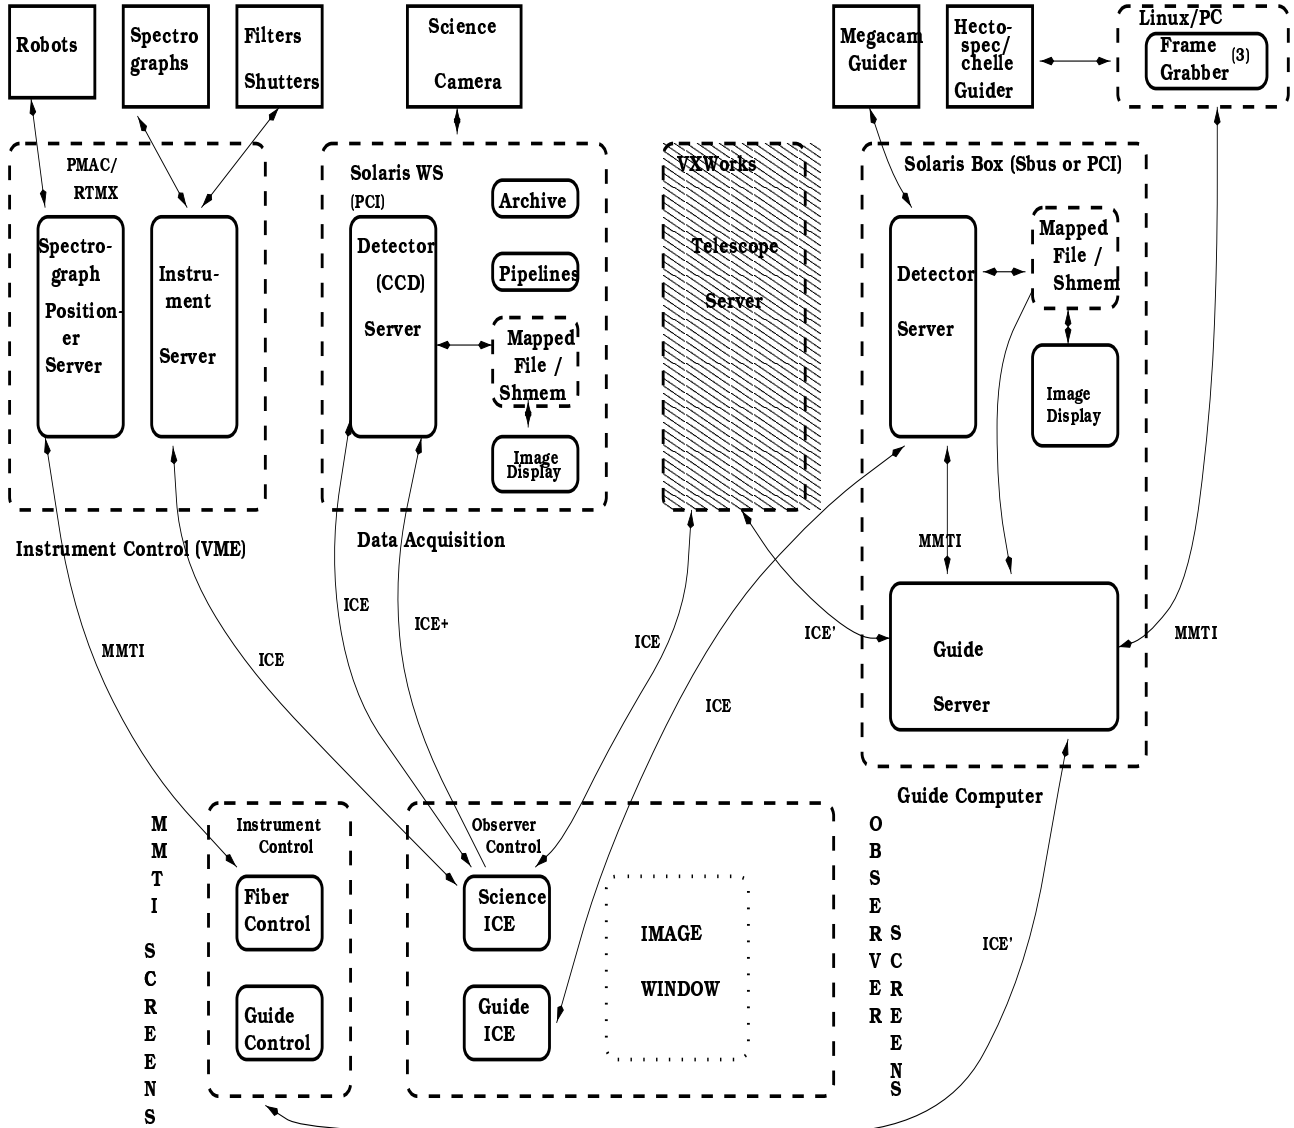 Robots
Spectro
graphs
Filters
Shutters
Science
Camera
Megacam
Guider
Hecto-
spec/
chelle
Guider
Linux/PC
Frame
Grabber
(3)
PMAC/
RTMX
Spectro-
graph
Position-
er
Server
Instru-
ment
Server
Instrument Control (VME)
Solaris WS
(PCI)
Detector
(CCD)
Server
Archive
Pipelines
Mapped
File /
Shmem
Image
Display
Data Acquisition
VXWorks
Telescope
Server
Solaris Box (Sbus or PCI)
Detector
Server
Mapped
File /
Shmem
Image
Display
MMTI
Guide
Server
Guide Computer
MMTI
ICE
ICE
ICE+
ICE
ICE
ICE'
MMTI
ICE'
MMTI
SCREENS
Instrument
Control
Fiber
Control
Guide
Control
Observer
Control
Science
ICE
Guide
ICE
IMAGE
WINDOW
OBSERVER
SCREENS